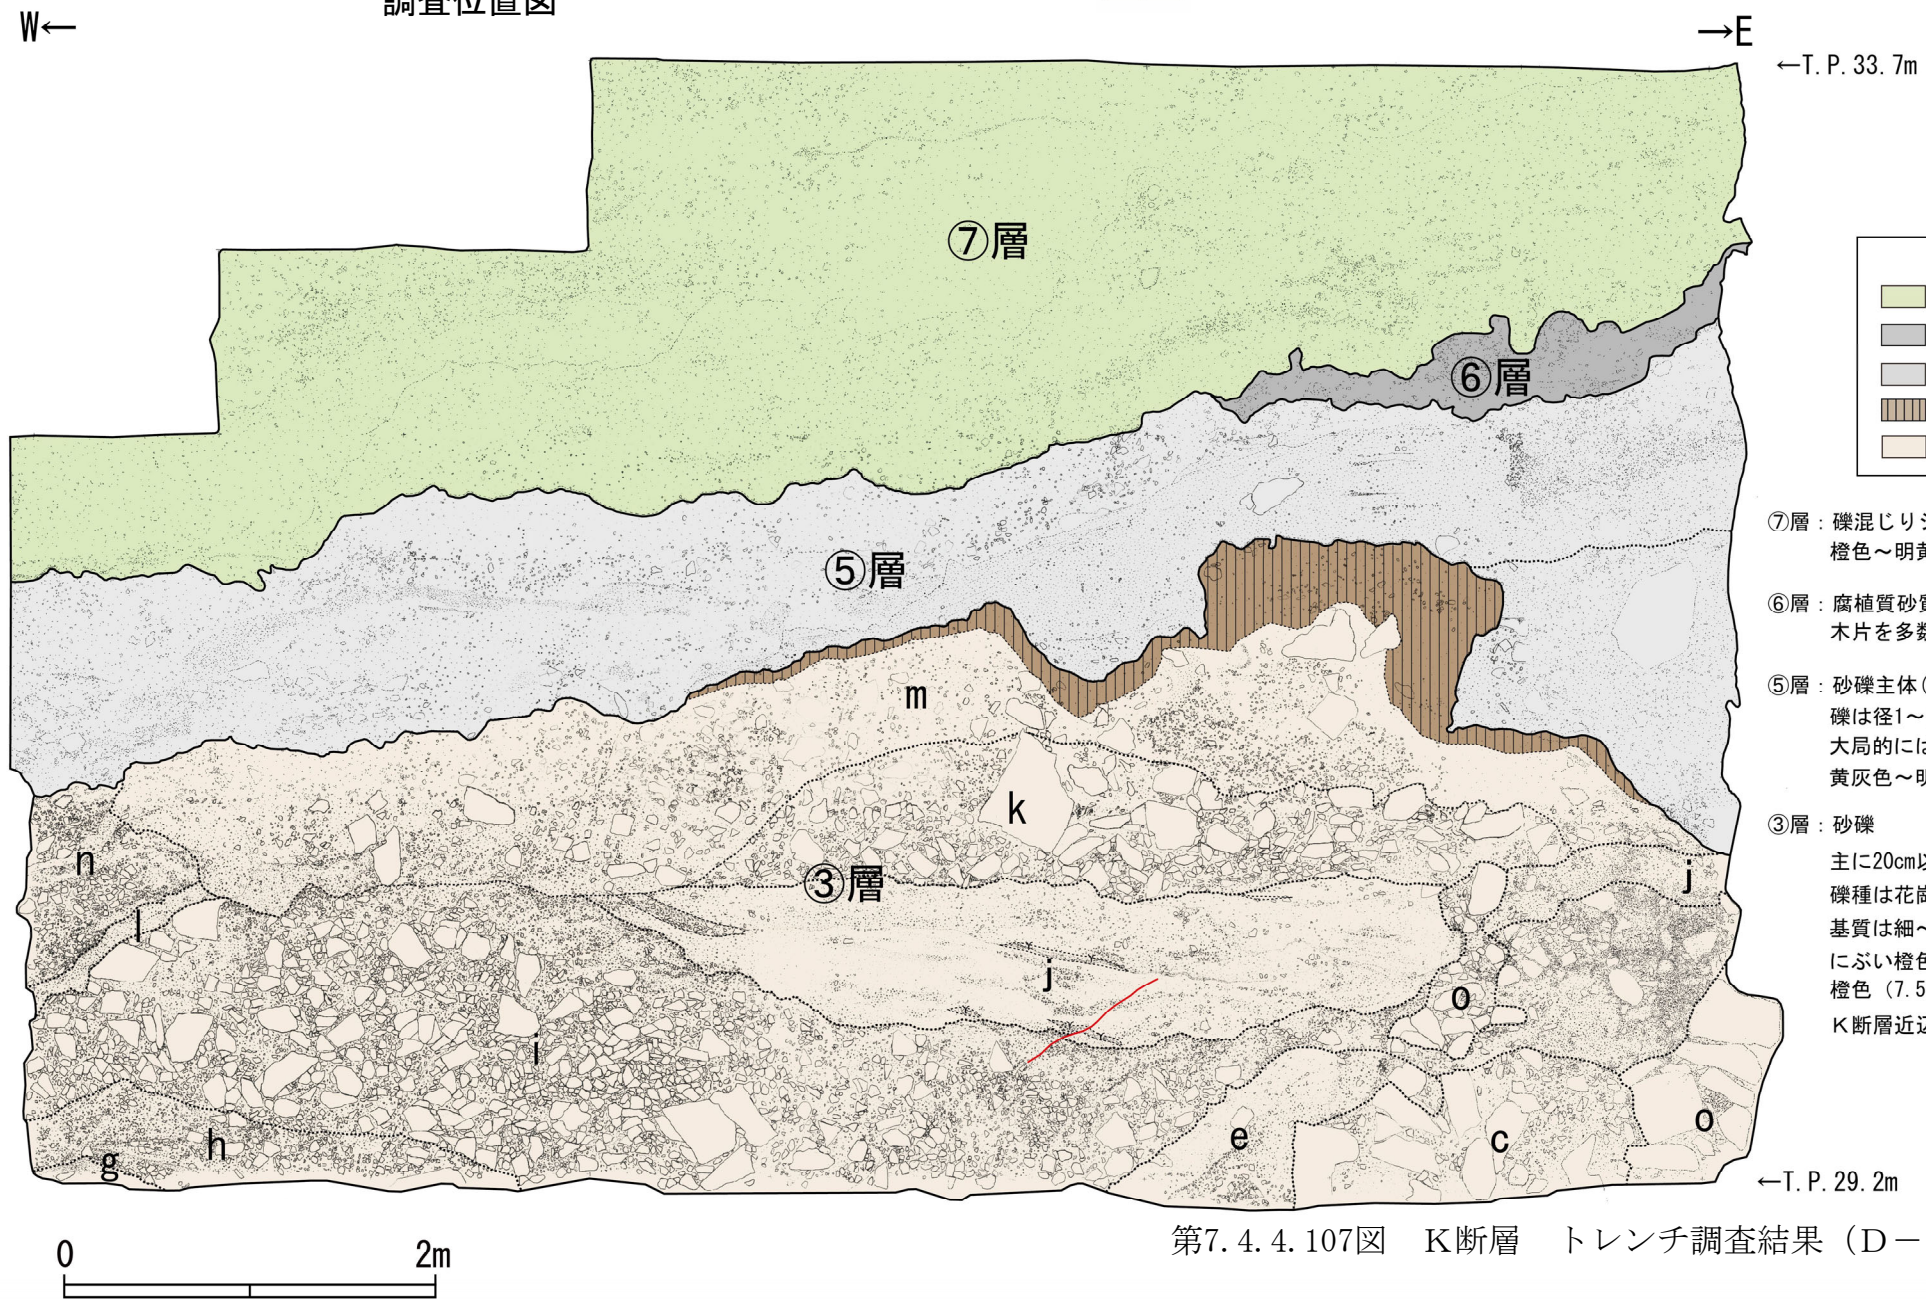 調査位置図
W←
→E
←T.P.33.7m
⑦層
⑥層
⑤層
m
k
③層
n
l
j
j
i
o
h
g
e
c
o
←T.P.29.2m
⑦層：礫混じり
橙色～明黄
⑥層：腐植質砂質
木片を多数
⑤層：砂礫主体(
礫は径1～
大局的には
黄灰色～明
③層：砂礫
主に20cm以
礫種は花崗
基質は細～
にぶい橙色
橙色（7.5
Ｋ断層近辺
第7.4.4.107図　Ｋ断層　トレンチ調査結果（Ｄ－
0 2m